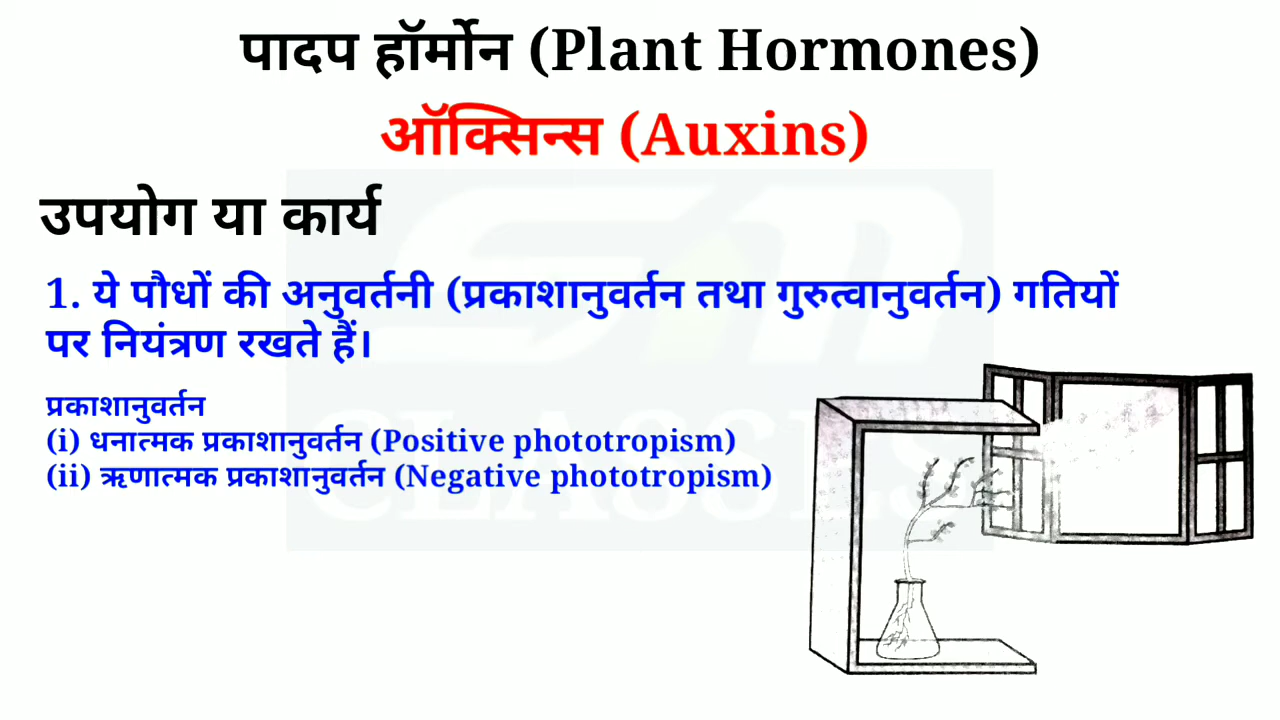 पादप हॉर्मोन (Plant Hormones)
ऑक्सिन्स (Auxins)
उपयोग या कार्य
1. ये पौधों की अनुवर्तनी (प्रकाशानुवर्तन तथा गुरुत्वानुवर्तन) गतियों
पर नियंत्रण रखते हैं।
प्रकाशानुवर्तन
(i) धनात्मक प्रकाशानुवर्तन (Positive phototropism)
(ii) ऋणात्मक प्रकाशानुवर्तन (Negative phototropism)
SM
CLASSES